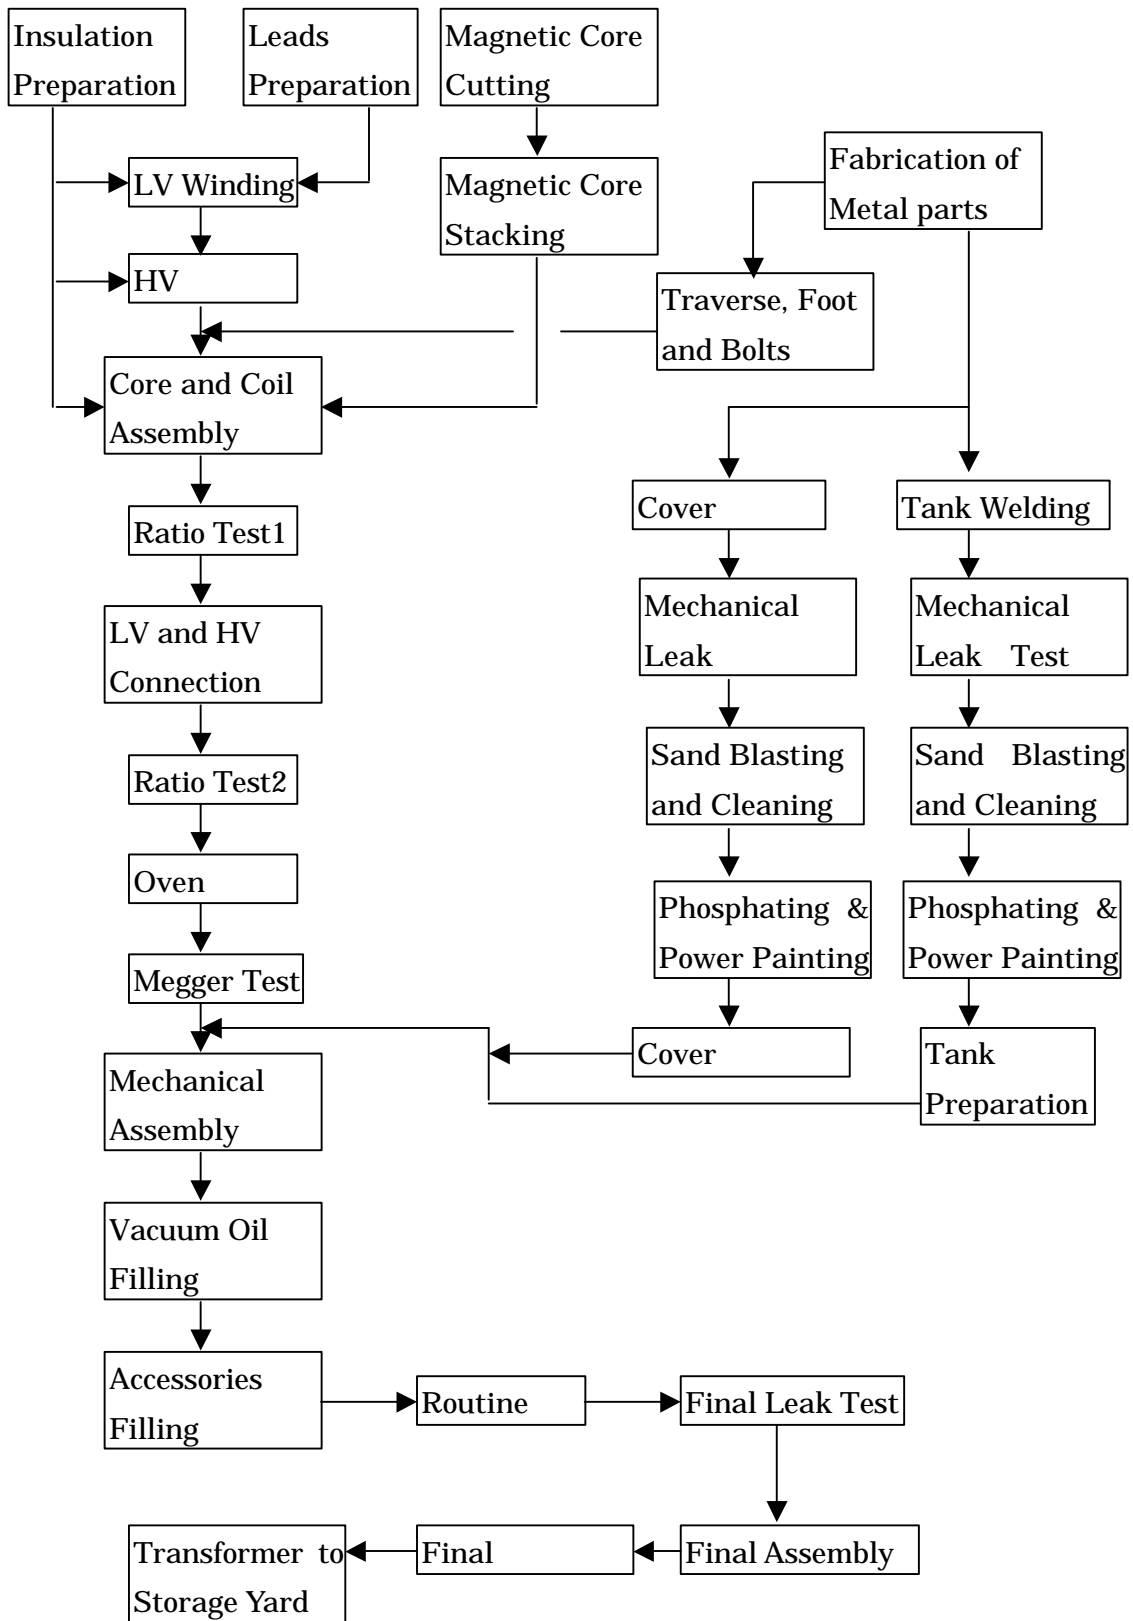 Insulation
Preparation
Leads
Preparation
Magnetic Core
Cutting
Fabrication of
Metal parts
LV Winding
Magnetic Core
Stacking
HV
Traverse, Foot
and Bolts
Core and Coil
Assembly
Ratio Test1
Cover
Tank Welding
LV and HV
Connection
Mechanical
Leak
Mechanical
Leak Test
Ratio Test2
Sand Blasting
and Cleaning
Sand Blasting
and Cleaning
Oven
Phosphating &
Power Painting
Phosphating &
Power Painting
Megger Test
Mechanical
Assembly
Cover
Tank
Preparation
Vacuum Oil
Filling
Accessories
Filling
Routine
Final Leak Test
Transformer to
Storage Yard
Final
Final Assembly